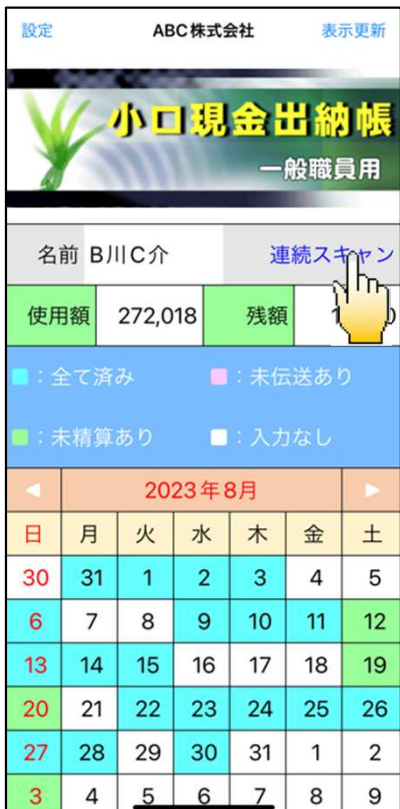 設定 ABC株式会社 表示更新
小口現金出納帳
一般職員用
名前 B川C介 連続スキャン
使用額 272,018 残額
：全て済み ：未伝送あり
：未精算あり ：入力なし
◀ 2023年8月 ▶
日 月 火 水 木 金 土
30 31 1 2 3 4 5
6 7 8 9 10 11 12
13 14 15 16 17 18 19
20 21 22 23 24 25 26
27 28 29 30 31 1 2
3 4 5 6 7 8 9